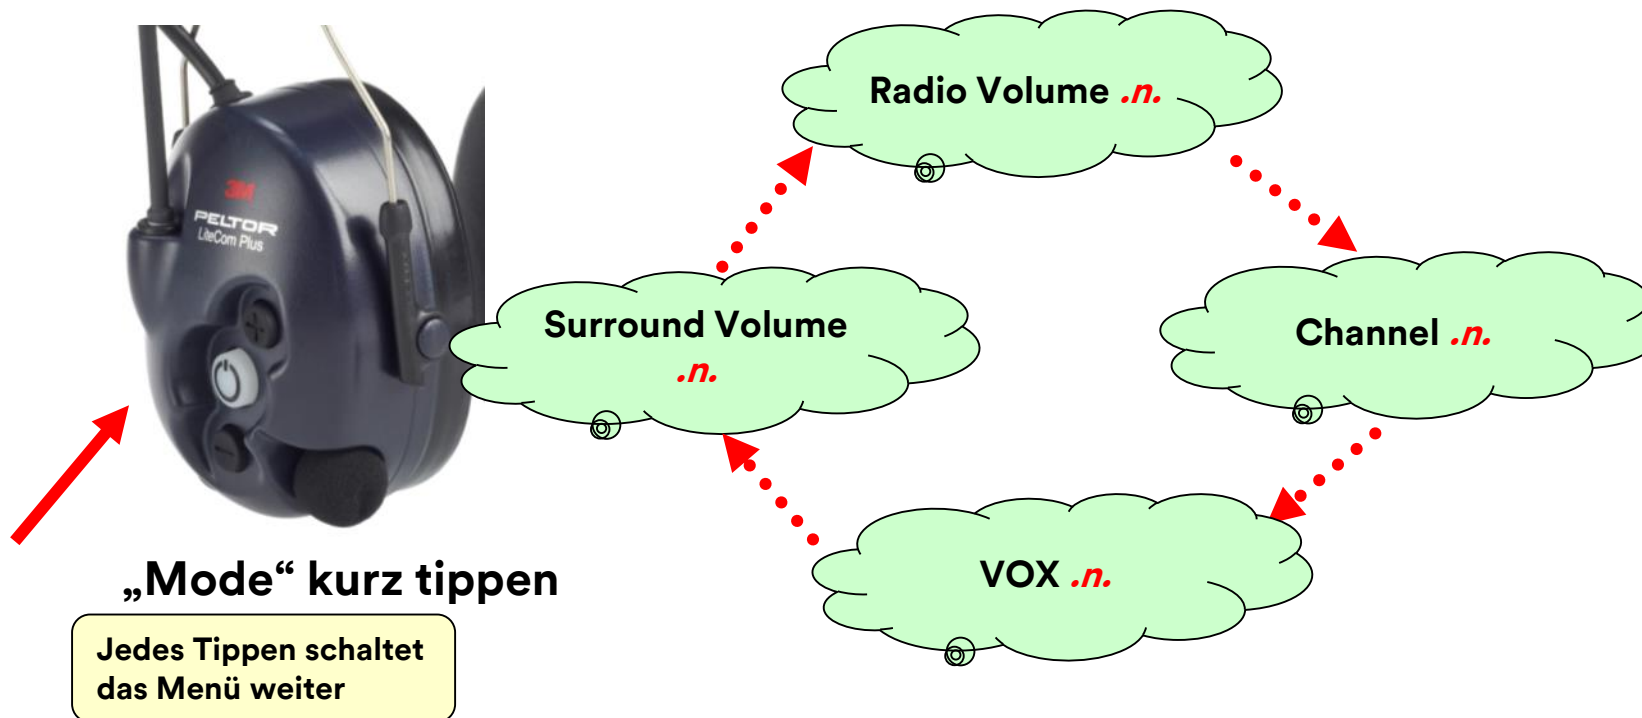 Radio Volume .n.
3M
PELTOR
LiteCom Plus
Surround Volume
.n.
Channel .n.
VOX .n.
„Mode“ kurz tippen
Jedes Tippen schaltet
das Menü weiter